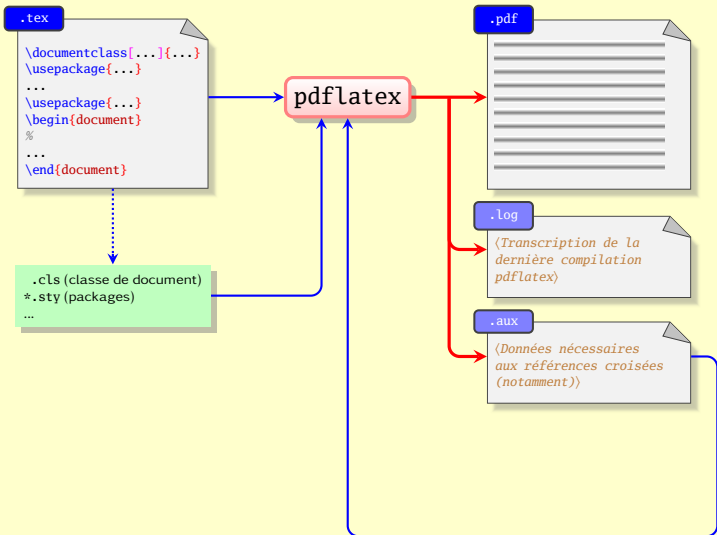 .tex
\documentclass[...]{...}
\usepackage{...}
...
\usepackage{...}
\begin{document}
%
...
\end{document}
.cls (classe de document)
*.sty (packages)
...
pdflatex
.pdf
.log
⟨Transcription de la
dernière compilation
pdflatex⟩
.aux
⟨Données nécessaires
aux références croisées
(notamment)⟩